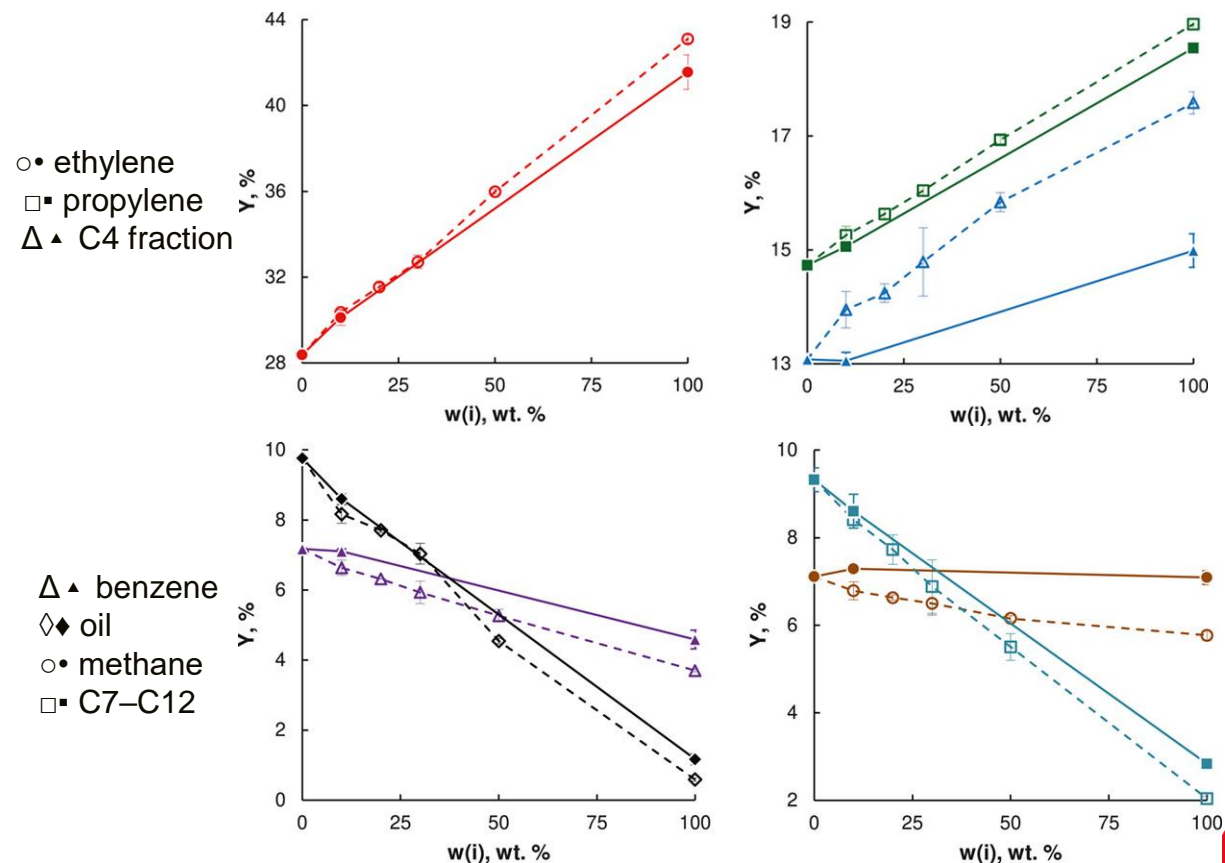 ○• ethylene
□▪ propylene
Δ ▲ C4 fraction
44
40
36
32
28
Y, %
0 25 50 75 100
w(i), wt. %
19
17
15
13
Y, %
0 25 50 75 100
w(i), wt. %
Δ ▲ benzene
◊♦ oil
○• methane
□▪ C7–C12
10
8
6
4
2
0
Y, %
0 25 50 75 100
w(i), wt. %
10
8
6
4
2
Y, %
0 25 50 75 100
w(i), wt. %